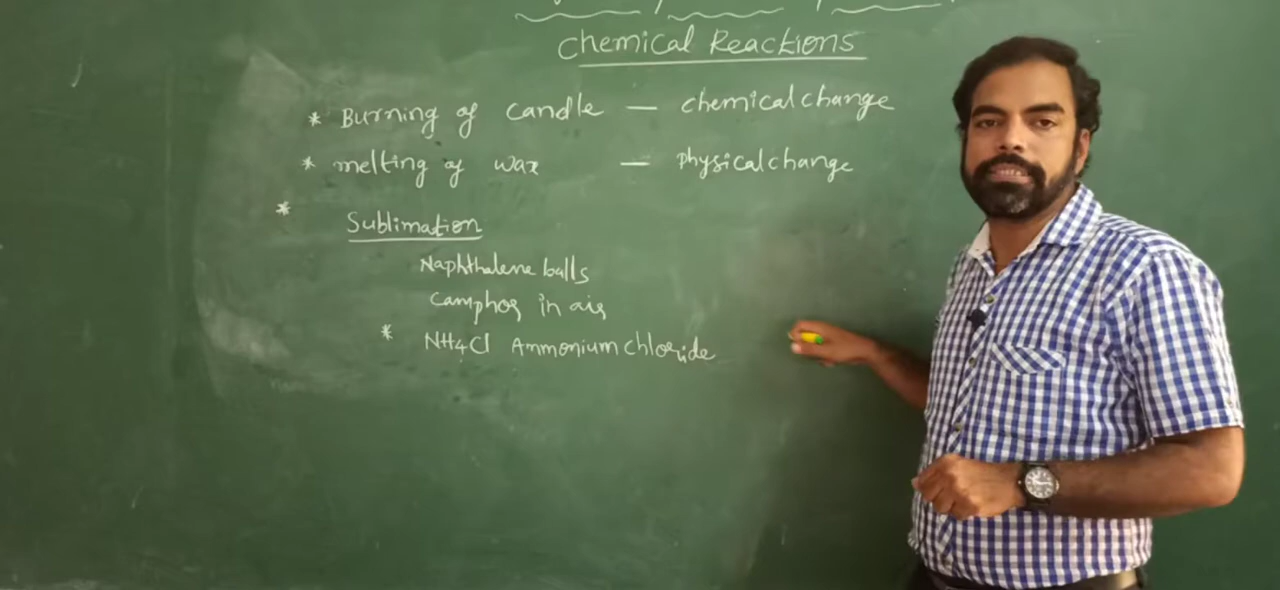 Chemical Reactions
* Burning of candle — chemical change
* melting of wax — physical change
*
Sublimation
Naphthalene balls
Camphor in air
* NH4Cl Ammonium chloride